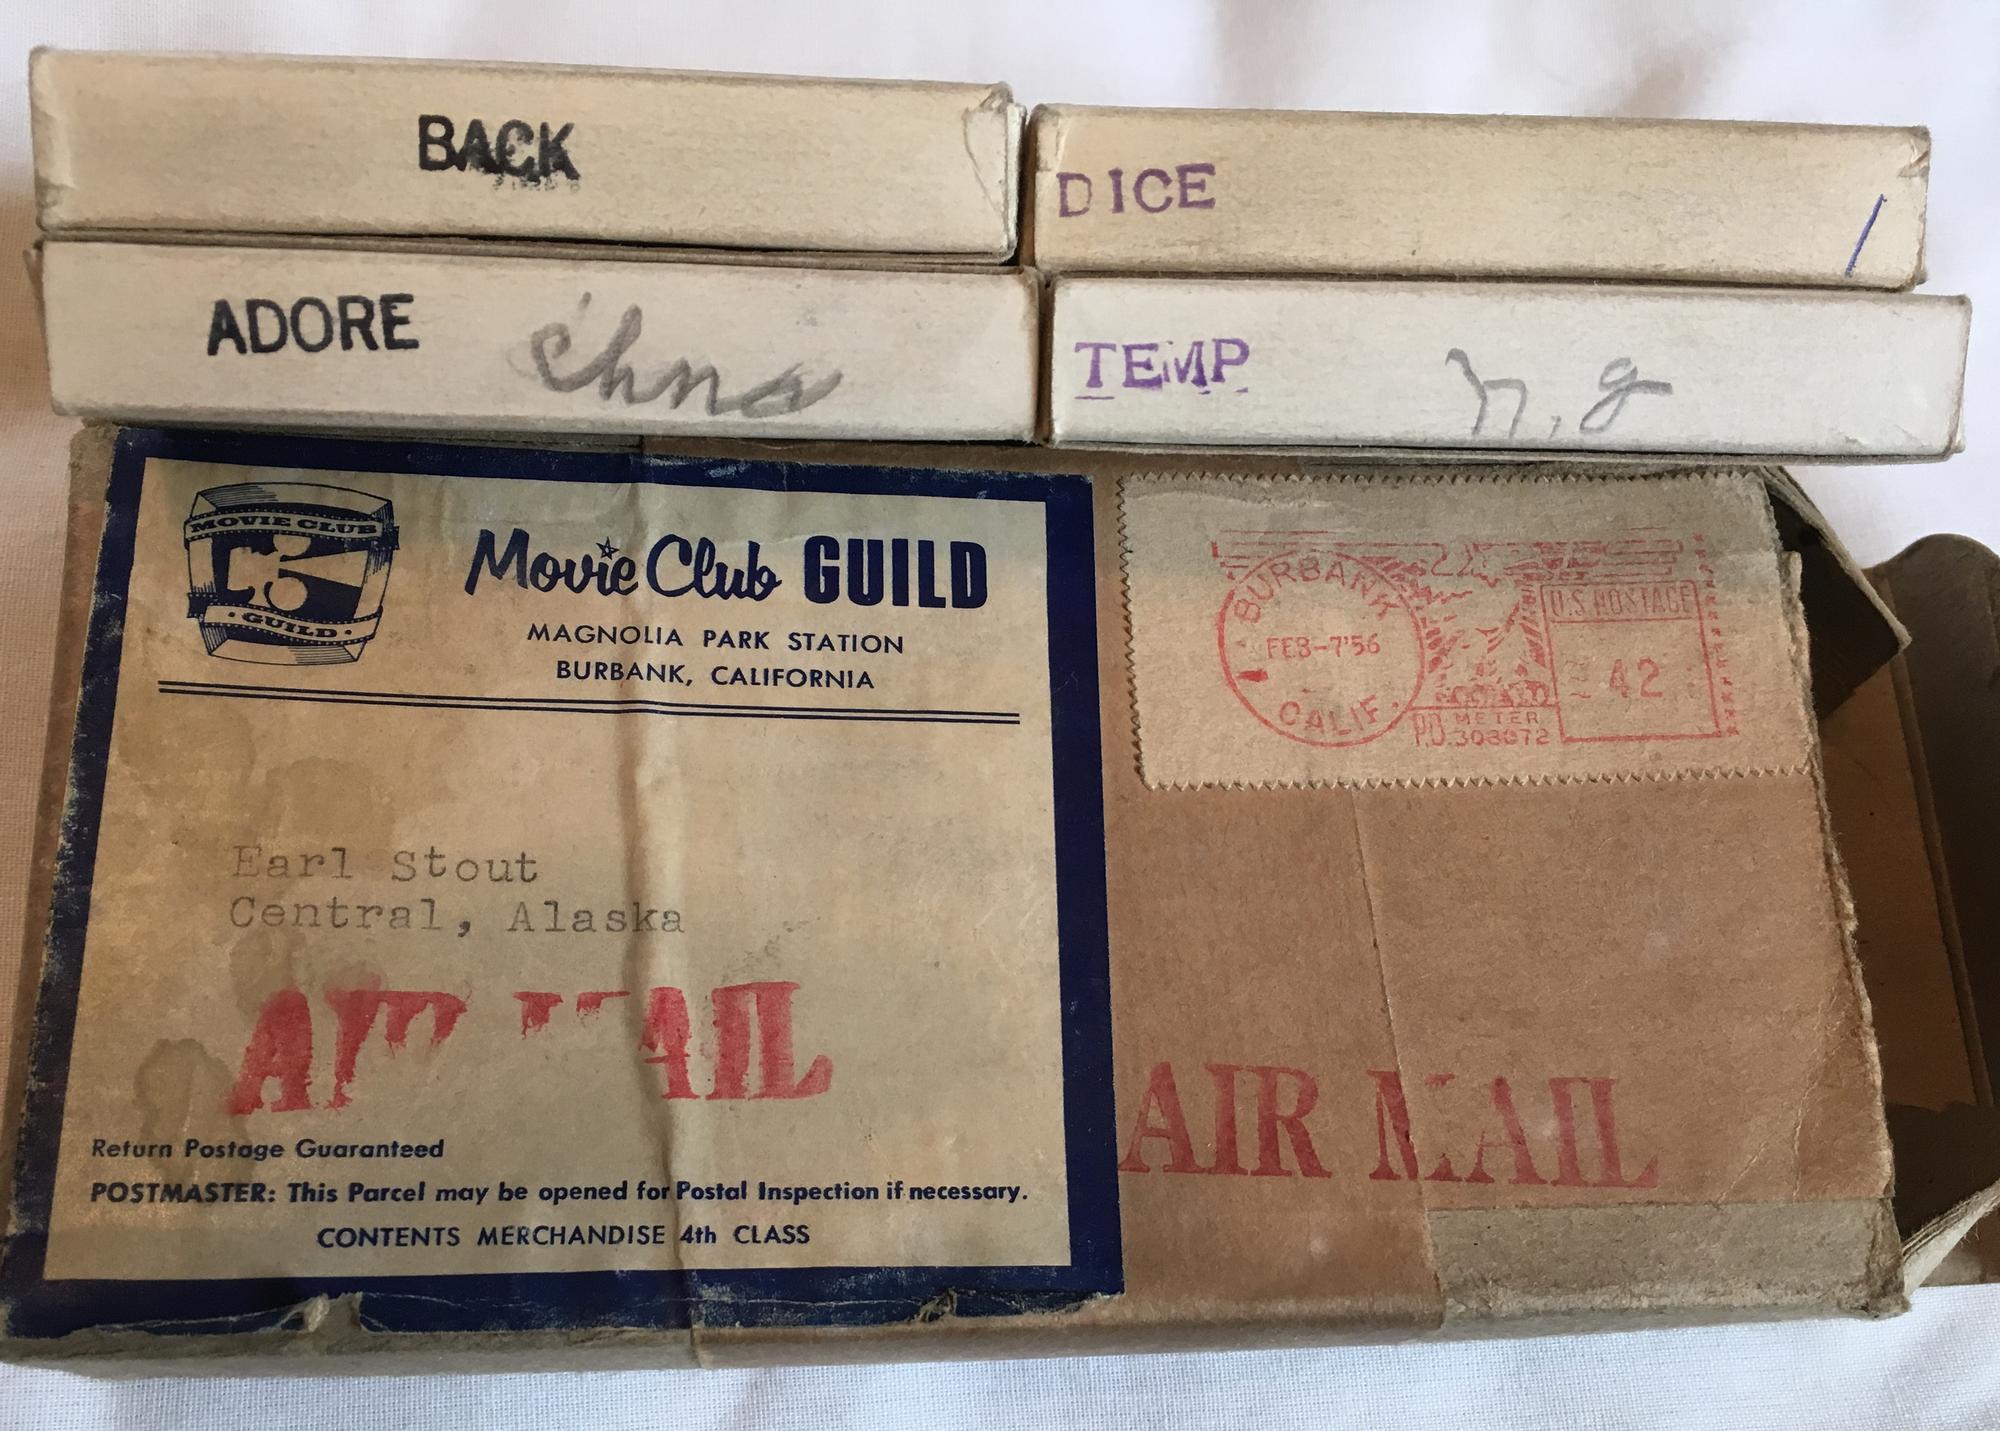 BACK
DICE /
ADORE
TEMP n.g
MOVIE CLUB
GUILD
Movie Club GUILD
MAGNOLIA PARK STATION
BURBANK, CALIFORNIA
Earl Stout
Central, Alaska
AIR MAIL
Return Postage Guaranteed
POSTMASTER: This Parcel may be opened for Postal Inspection if necessary.
CONTENTS MERCHANDISE 4th CLASS
BURBANK
FEB-7'56
CALIF.
U.S. POSTAGE
42
P.B. METER
308072
AIR MAIL